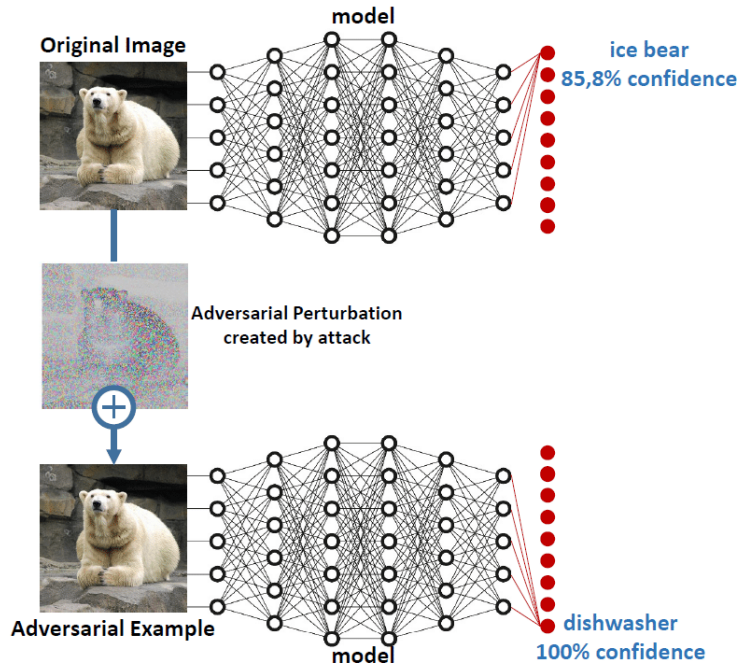 model
Original Image
ice bear
85,8% confidence
Adversarial Perturbation
created by attack
Adversarial Example
model
dishwasher
100% confidence